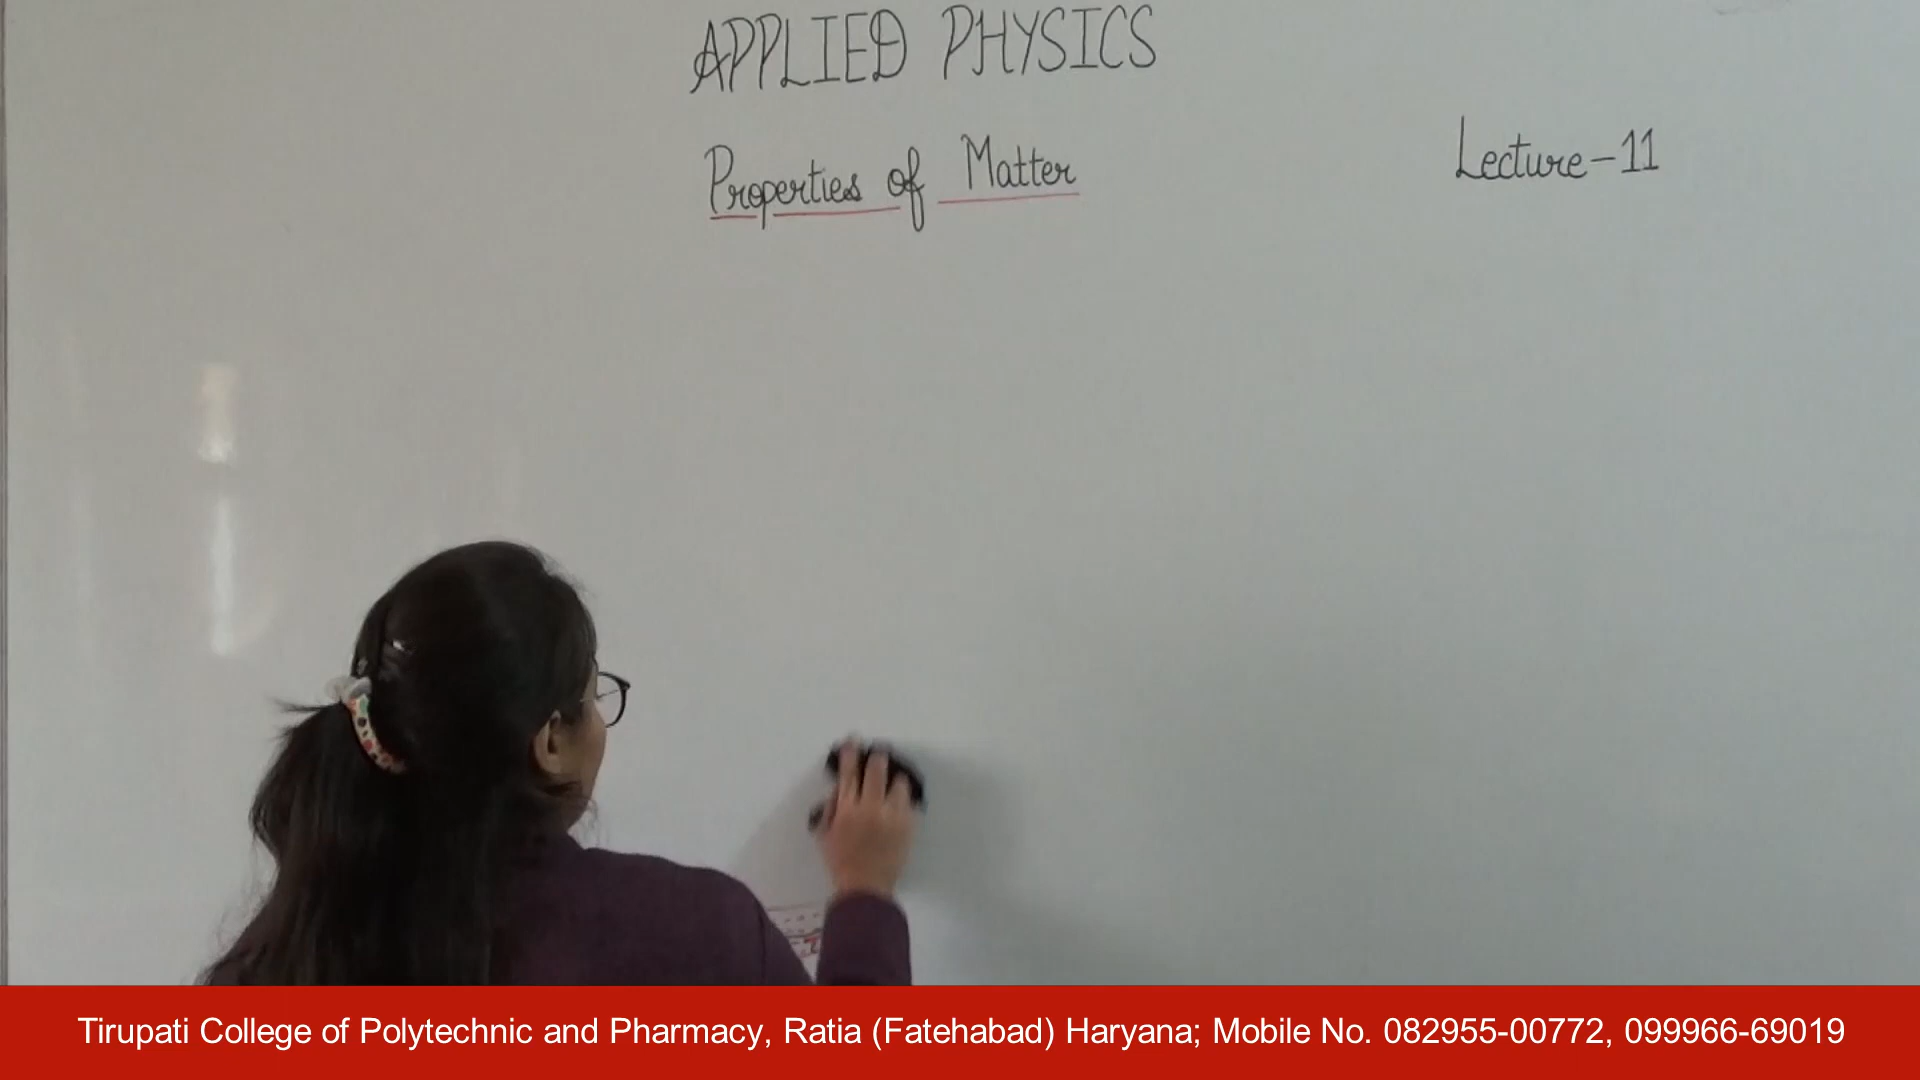 APPLIED PHYSICS
Properties of Matter
Lecture-11
Tirupati College of Polytechnic and Pharmacy, Ratia (Fatehabad) Haryana; Mobile No. 082955-00772, 099966-69019